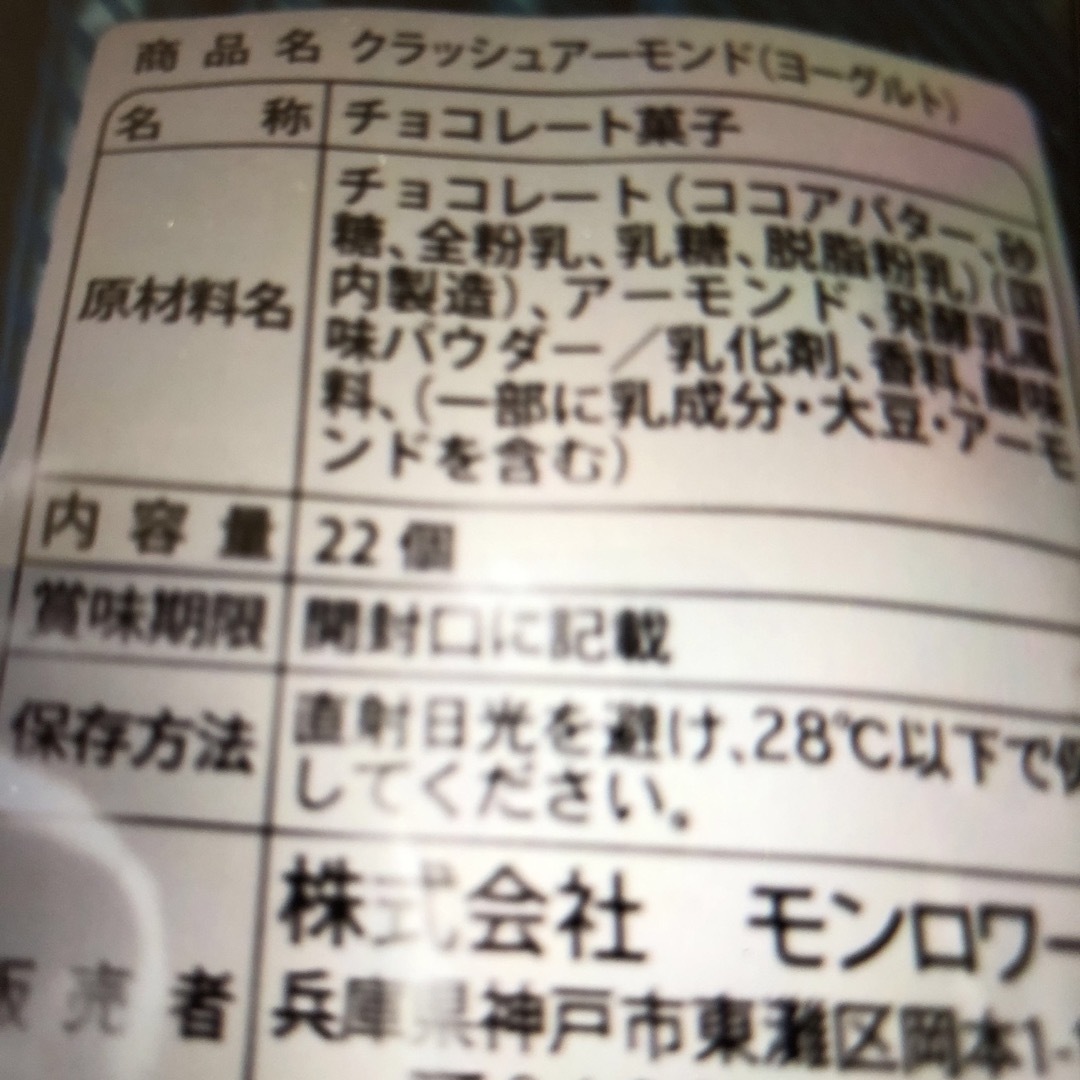 商品名 クラッシュアーモンド(ヨーグルト)
名称 チョコレート菓子
原材料名 チョコレート(ココアバター、砂
糖、全粉乳、乳糖、脱脂粉乳)(国
内製造)、アーモンド、発酵乳風
味パウダー/乳化剤、香料、酸味
料、(一部に乳成分・大豆・アーモ
ンドを含む)
内容量 22個
賞味期限 開封口に記載
保存方法 直射日光を避け、28℃以下で保
してください。
販売者 株式会社 モンロワー
兵庫県神戸市東灘区岡本1-